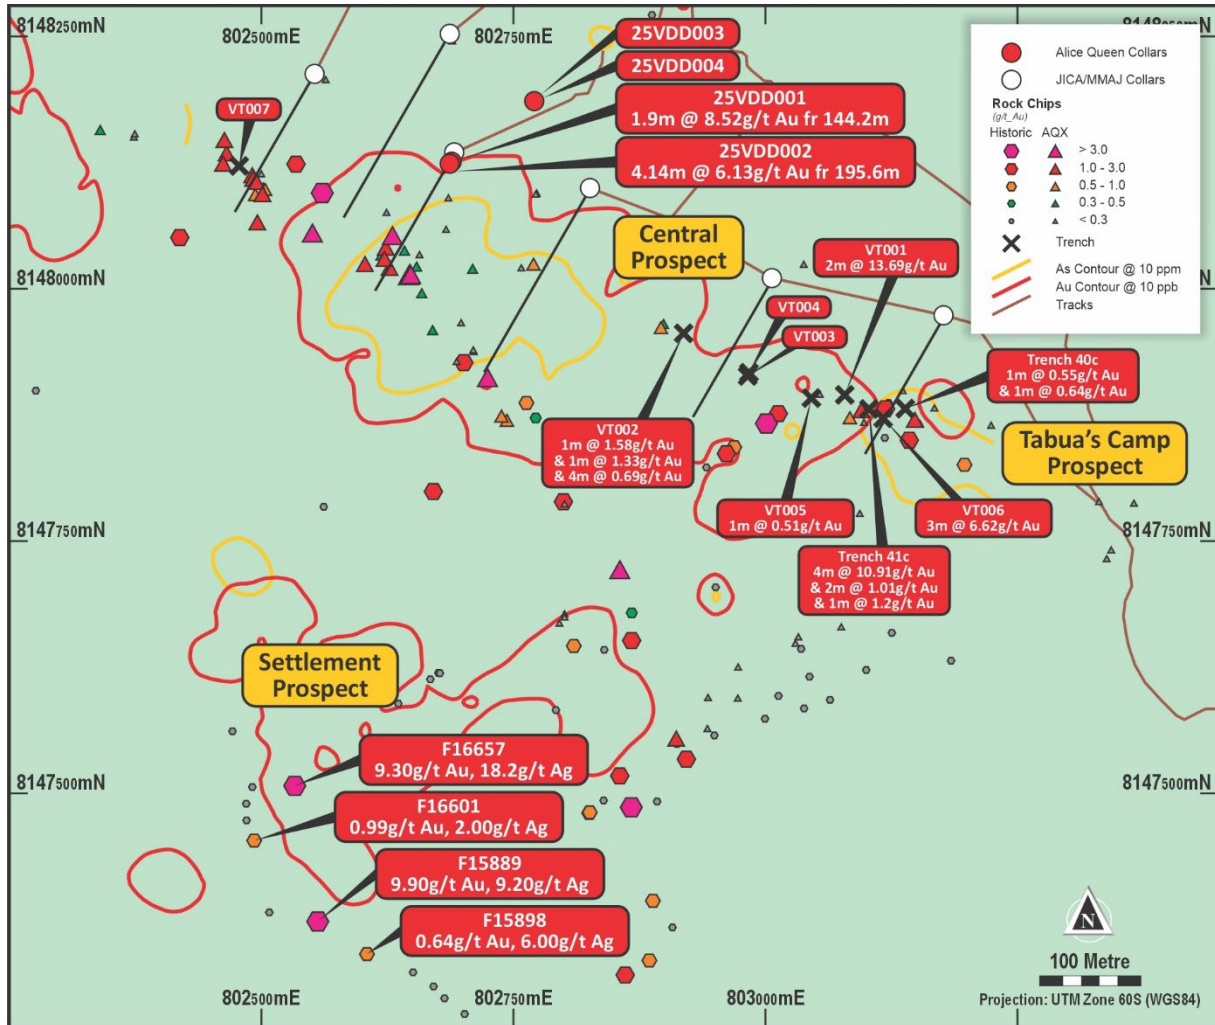 8148250mN
802500mE
802750mE
8148250mN
25VDD003
25VDD004
25VDD001
1.9m @ 8.52g/t Au fr 144.2m
25VDD002
4.14m @ 6.13g/t Au fr 195.6m
VT007
Alice Queen Collars
JICA/MMAJ Collars
Rock Chips
(g/t_Au)
Historic
AQX
> 3.0
1.0 - 3.0
0.5 - 1.0
0.3 - 0.5
< 0.3
Trench
As Contour @ 10 ppm
Au Contour @ 10 ppb
Tracks
Central
Prospect
VT001
2m @ 13.69g/t Au
8148000mN
VT004
VT003
Trench 40c
1m @ 0.55g/t Au
& 1m @ 0.64g/t Au
VT002
1m @ 1.58g/t Au
& 1m @ 1.33g/t Au
& 4m @ 0.69g/t Au
Tabua's Camp
Prospect
VT005
1m @ 0.51g/t Au
VT006
3m @ 6.62g/t Au
8147750mN
8147750mN
Trench 41c
4m @ 10.91g/t Au
& 2m @ 1.01g/t Au
& 1m @ 1.2g/t Au
Settlement
Prospect
F16657
9.30g/t Au, 18.2g/t Ag
8147500mN
8147500mN
F16601
0.99g/t Au, 2.00g/t Ag
F15889
9.90g/t Au, 9.20g/t Ag
F15898
0.64g/t Au, 6.00g/t Ag
N
100 Metre
802500mE
802750mE
803000mE
Projection: UTM Zone 60S (WGS84)